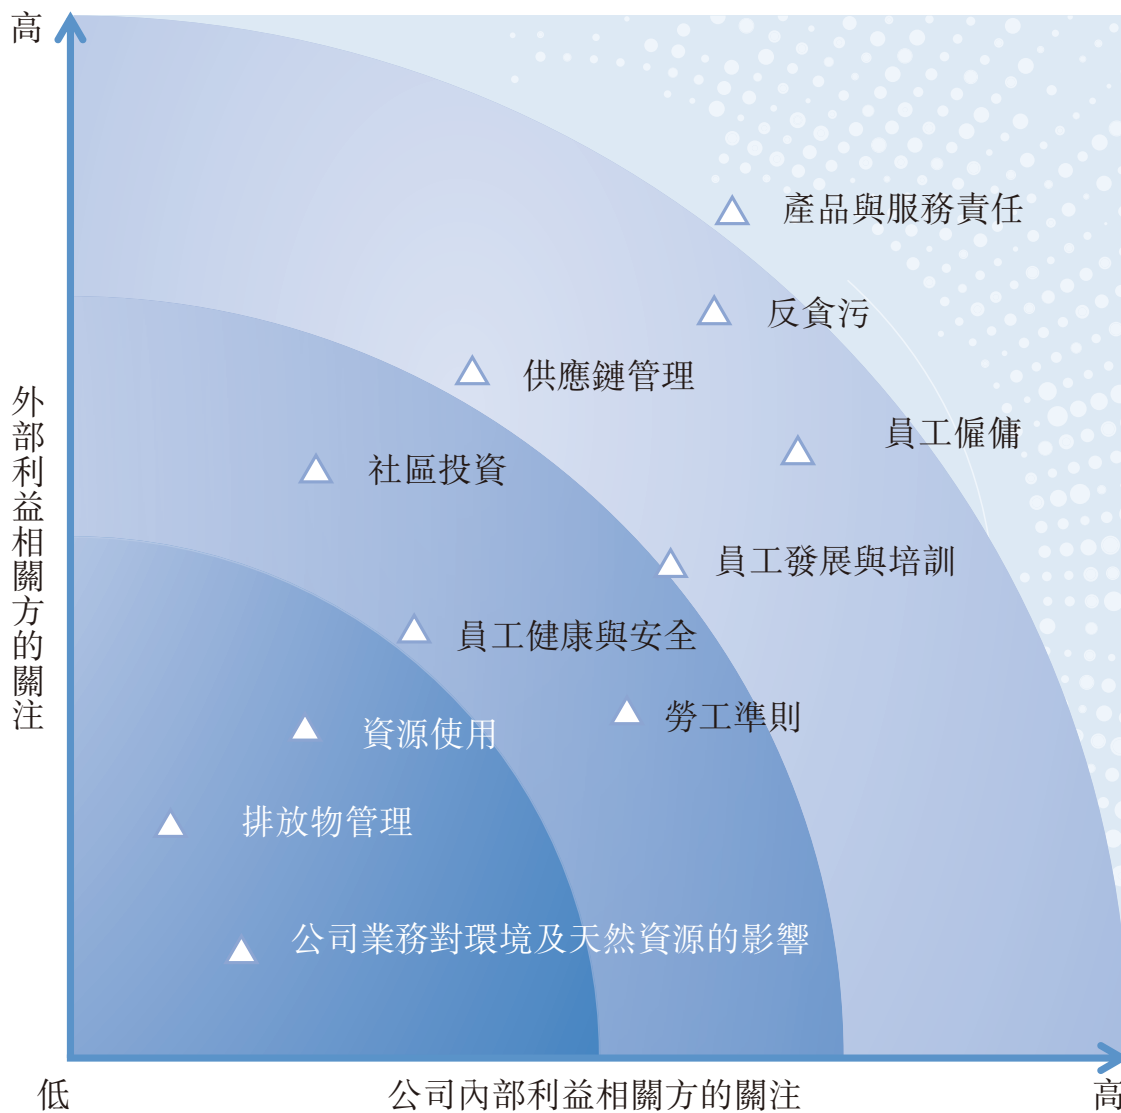 高
產品與服務責任
反貪污
供應鏈管理
外部利益相關方的關注
員工僱傭
社區投資
員工發展與培訓
員工健康與安全
勞工準則
資源使用
排放物管理
公司業務對環境及天然資源的影響
低
公司內部利益相關方的關注
高